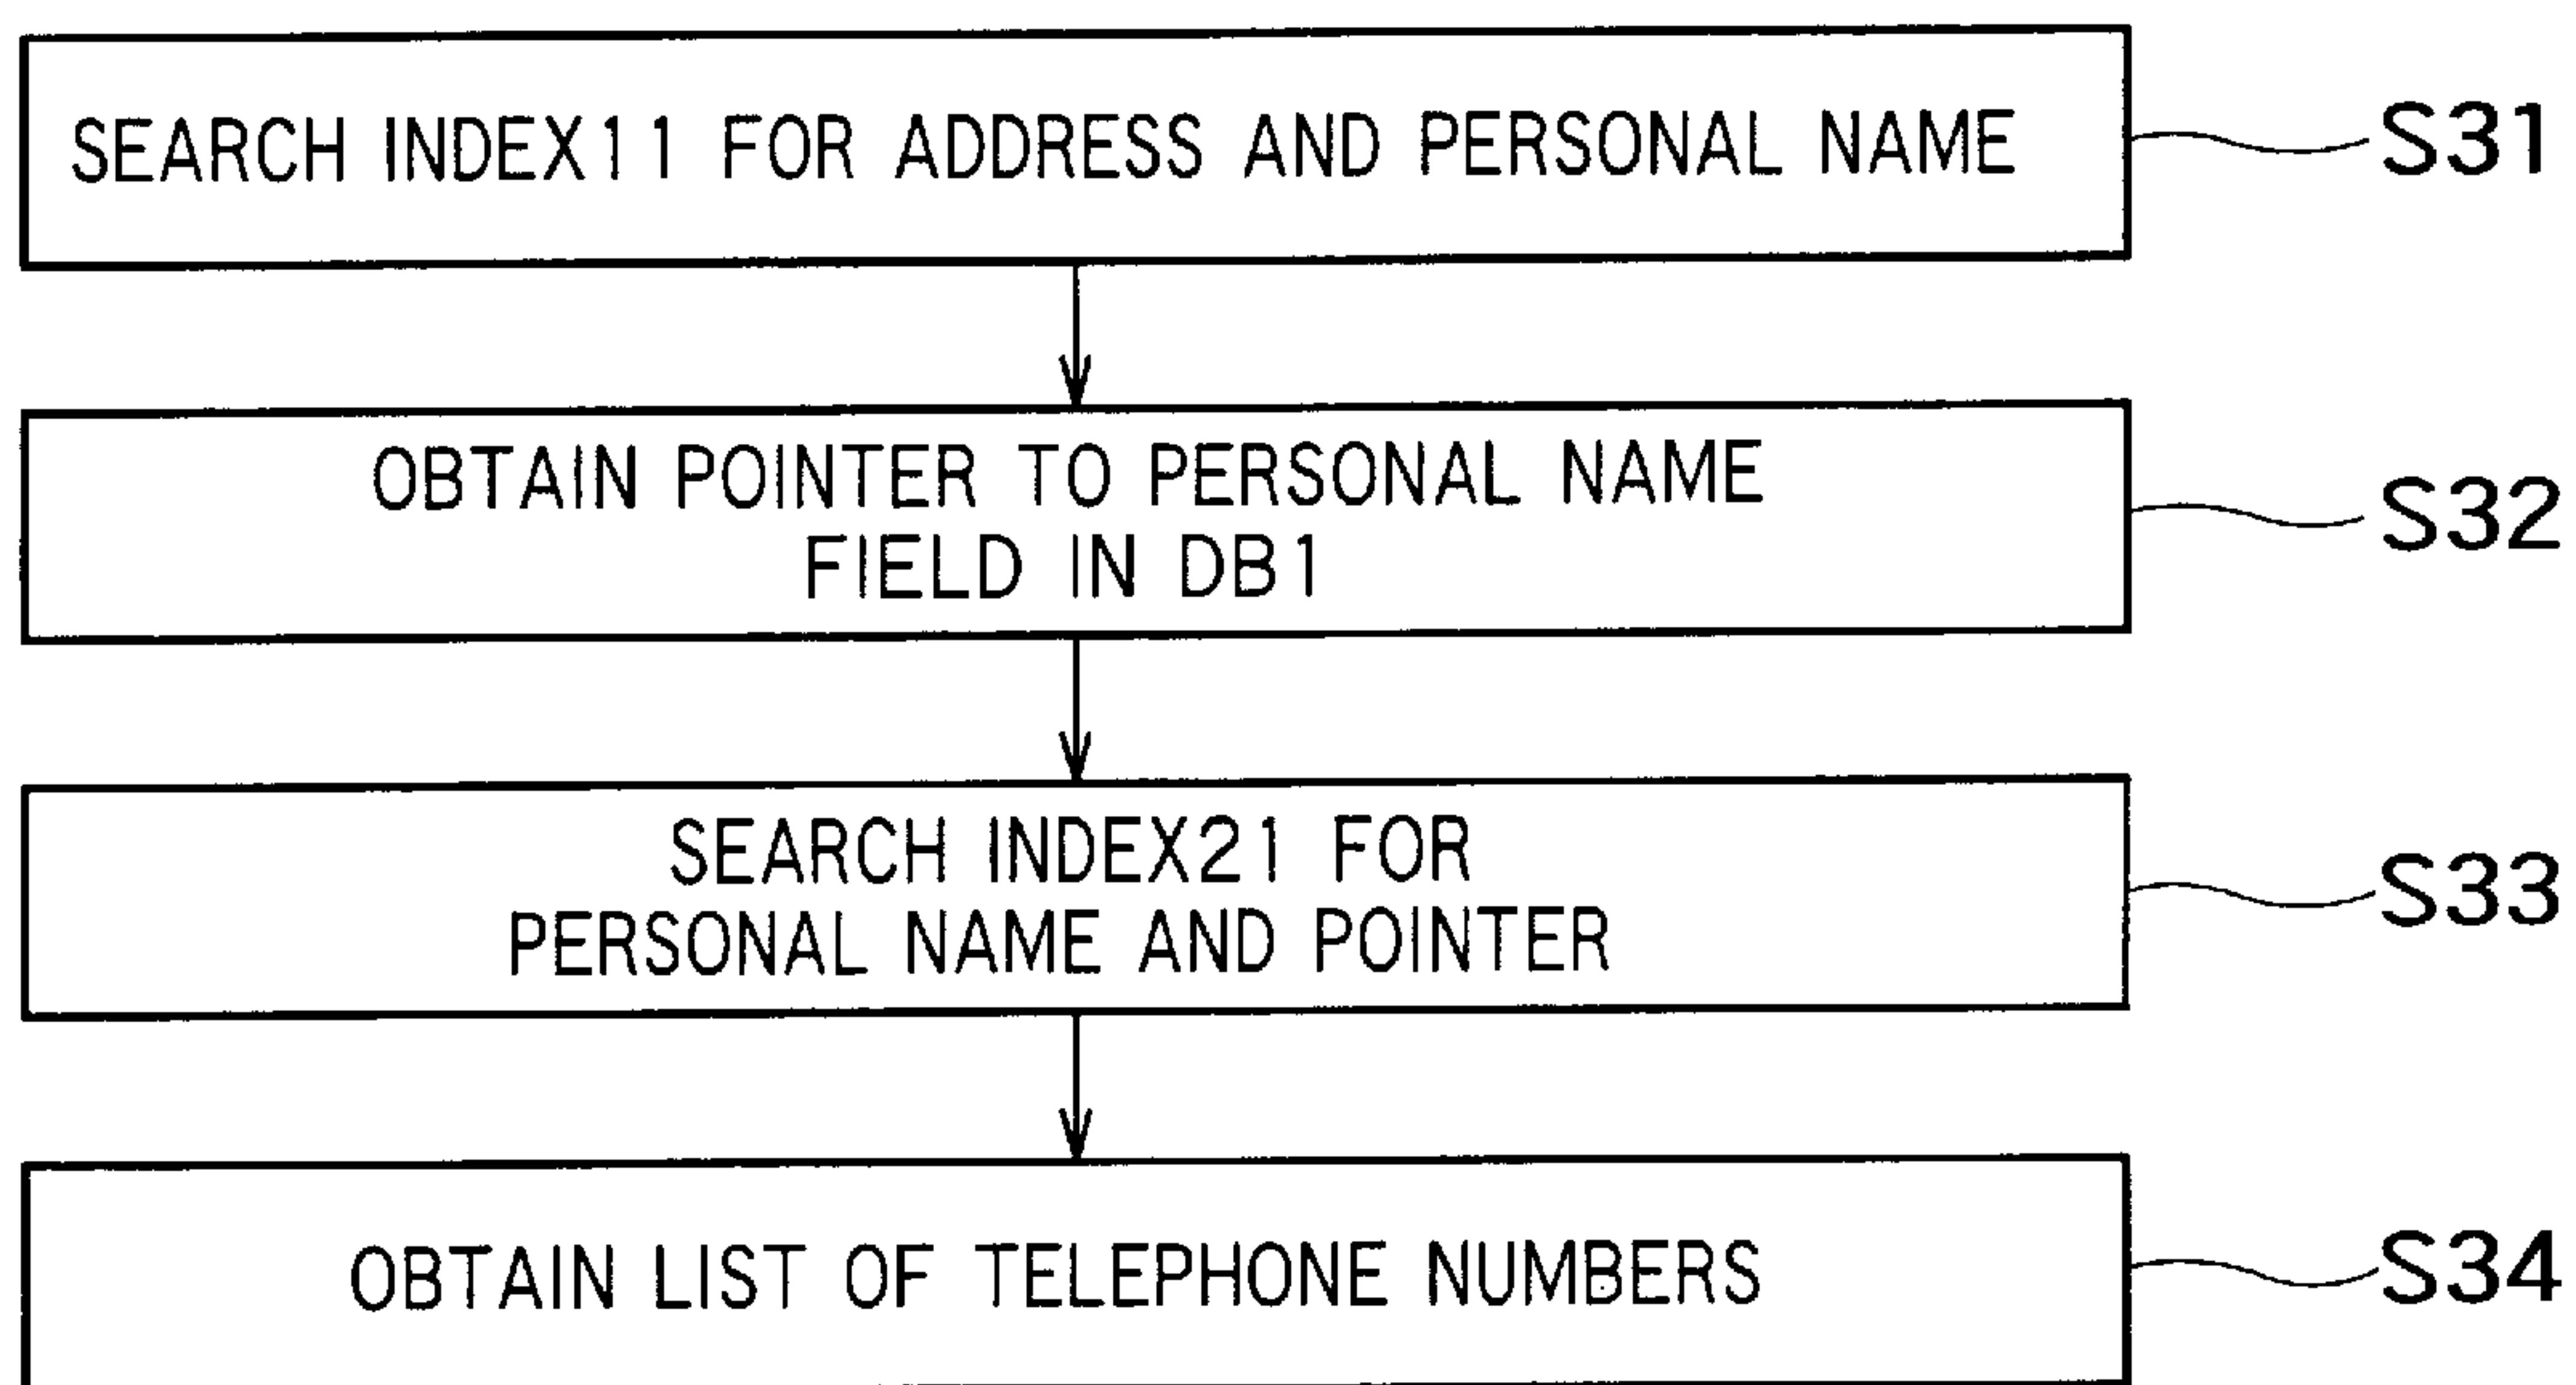 SEARCH INDEX11 FOR ADDRESS AND PERSONAL NAME
S31
OBTAIN POINTER TO PERSONAL NAME
FIELD IN DB1
S32
SEARCH INDEX21 FOR
PERSONAL NAME AND POINTER
S33
OBTAIN LIST OF TELEPHONE NUMBERS
S34